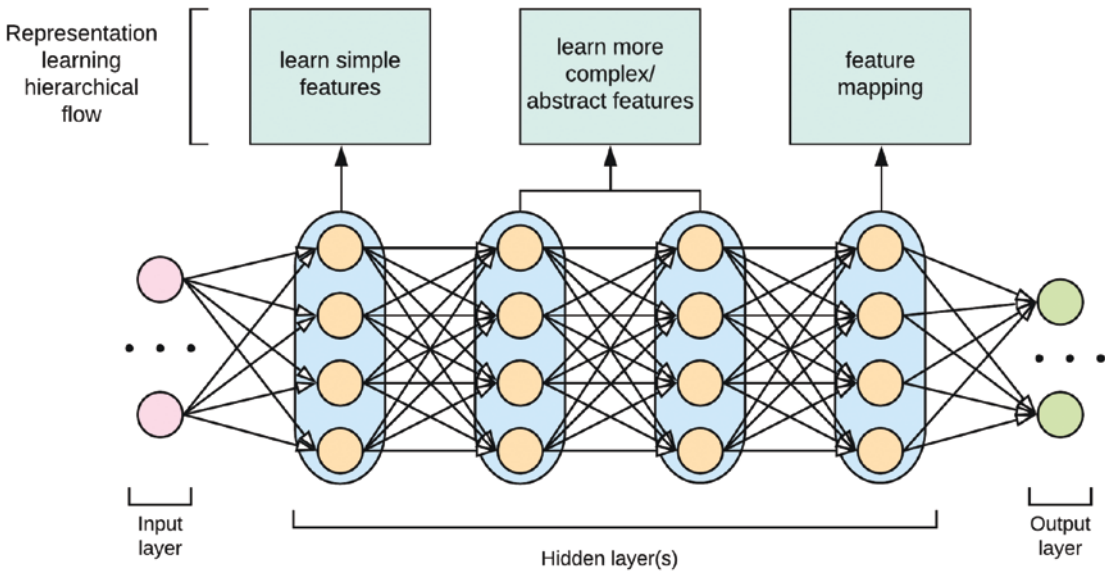 Representation
learning
hierarchical
flow
learn simple
features
learn more
complex/
abstract features
feature
mapping
Input
layer
Hidden layer(s)
Output
layer